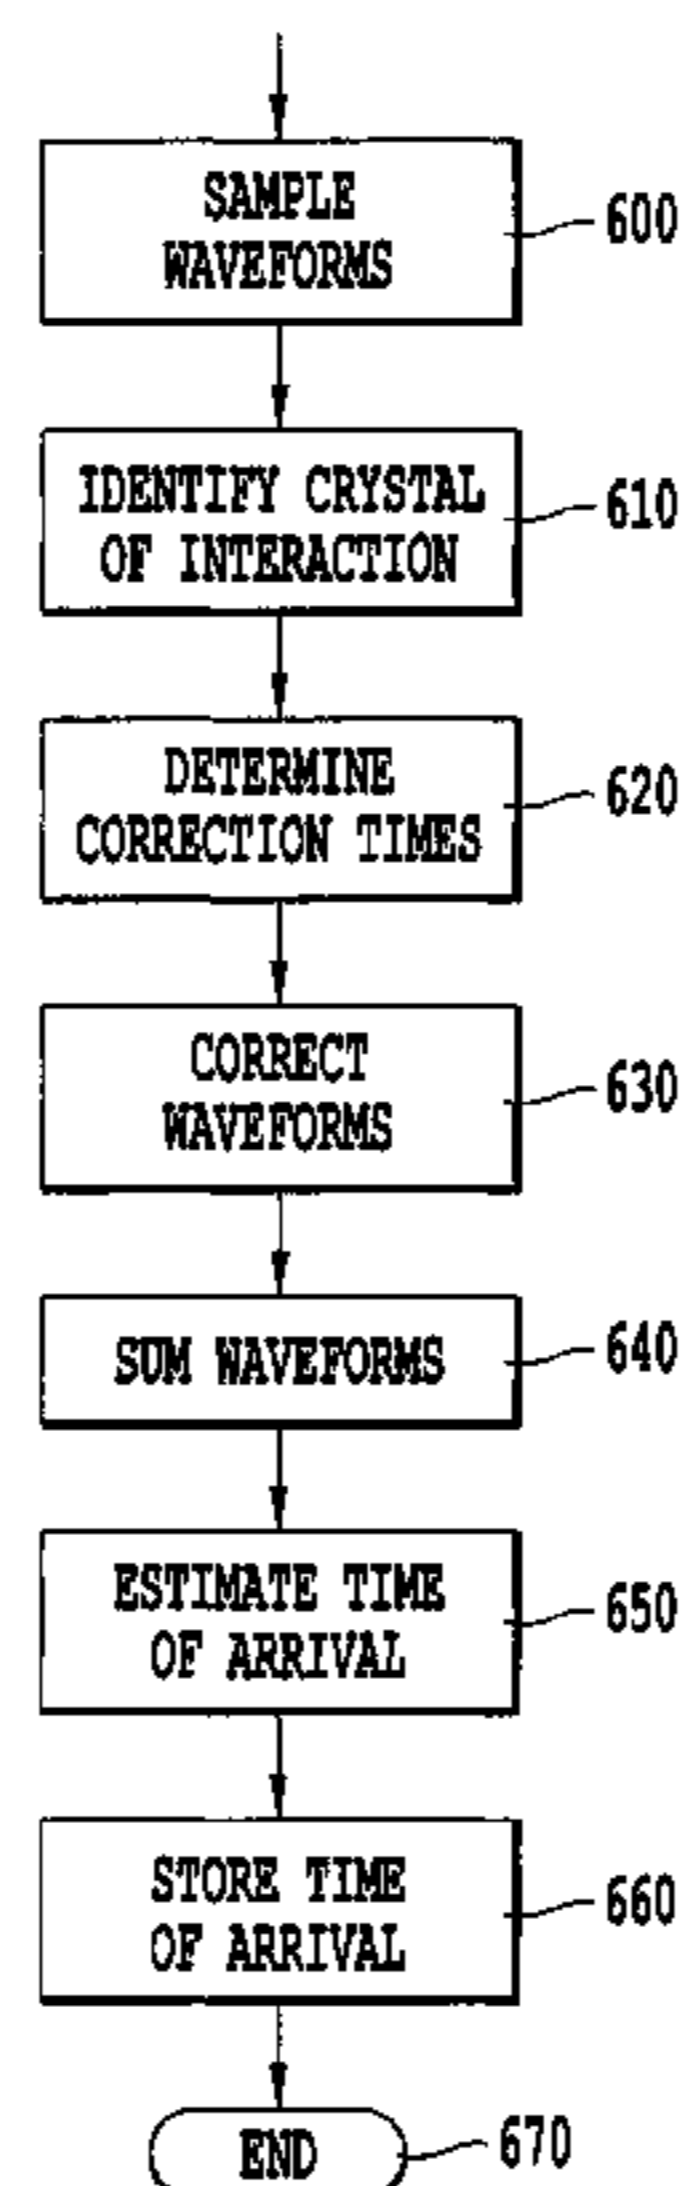 SAMPLE
WAVEFORMS
600
IDENTIFY CRYSTAL
OF INTERACTION
610
DETERMINE
CORRECTION TIMES
620
CORRECT
WAVEFORMS
630
SUM WAVEFORMS
640
ESTIMATE TIME
OF ARRIVAL
650
STORE TIME
OF ARRIVAL
660
END
670